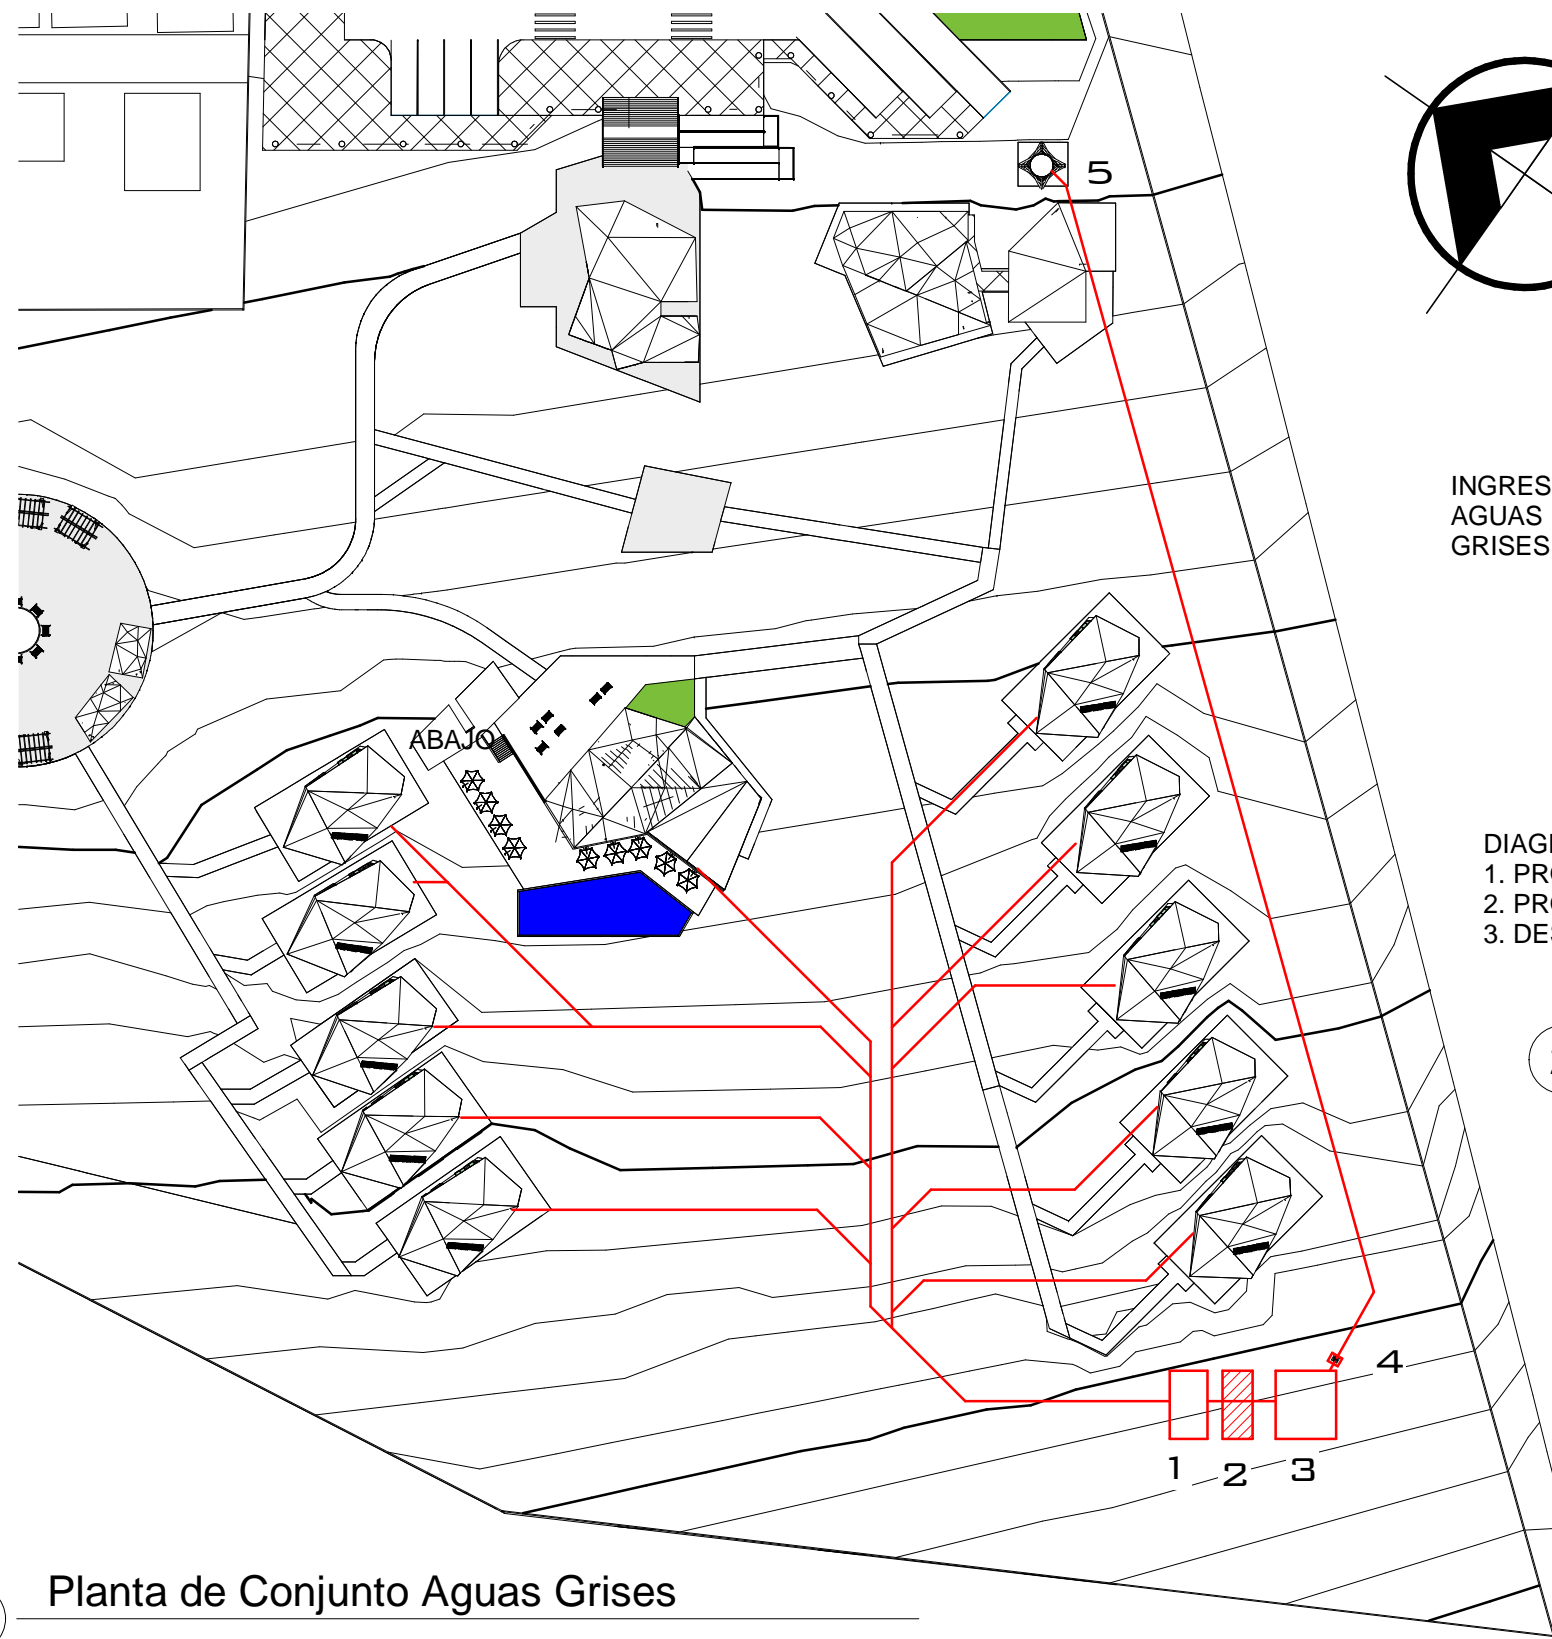 5
INGRES
AGUAS
GRISES
ABAJO
DIAG
1. PR
2. PR
3. DES
4
1
2
3
Planta de Conjunto Aguas Grises